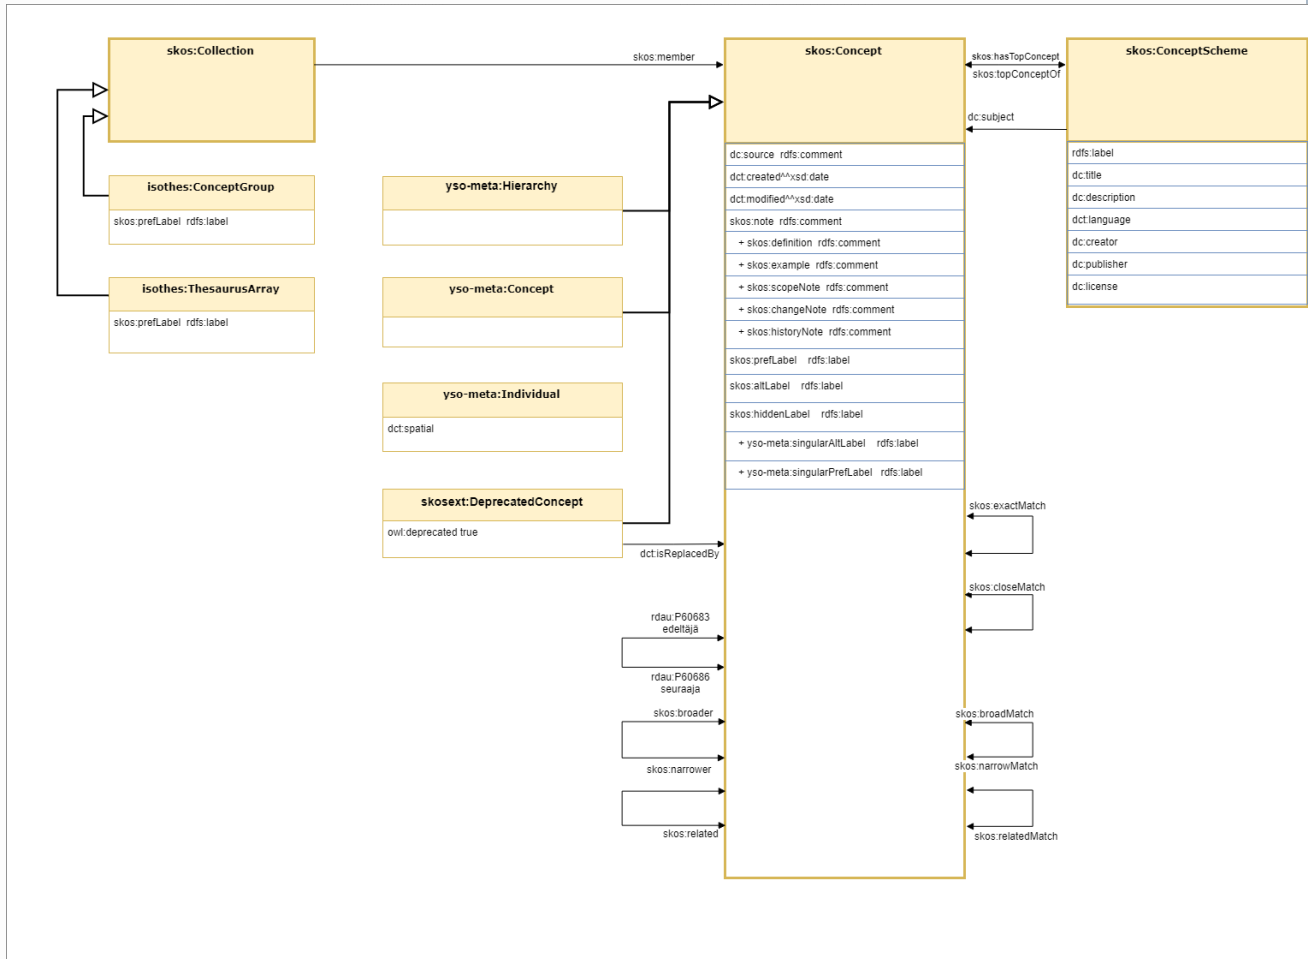 skos:Collection
skos:member
skos:Concept
skos:hasTopConcept
skos:topConceptOf
skos:ConceptScheme
dc:subject
isothes:ConceptGroup
skos:prefLabel rdfs:label
isothes:ThesaurusArray
skos:prefLabel rdfs:label
yso-meta:Hierarchy
yso-meta:Concept
yso-meta:Individual
dct:spatial
skosext:DeprecatedConcept
owl:deprecated true
dct:isReplacedBy
dc:source rdfs:comment
dct:created^^xsd:date
dct:modified^^xsd:date
skos:note rdfs:comment
+ skos:definition rdfs:comment
+ skos:example rdfs:comment
+ skos:scopeNote rdfs:comment
+ skos:changeNote rdfs:comment
+ skos:historyNote rdfs:comment
skos:prefLabel rdfs:label
skos:altLabel rdfs:label
skos:hiddenLabel rdfs:label
+ yso-meta:singularAltLabel rdfs:label
+ yso-meta:singularPrefLabel rdfs:label
rdfs:label
dc:title
dc:description
dct:language
dc:creator
dc:publisher
dc:license
rdau:P60683
edeltäjä
rdau:P60686
seuraaja
skos:broader
skos:narrower
skos:related
skos:exactMatch
skos:closeMatch
skos:broadMatch
skos:narrowMatch
skos:relatedMatch